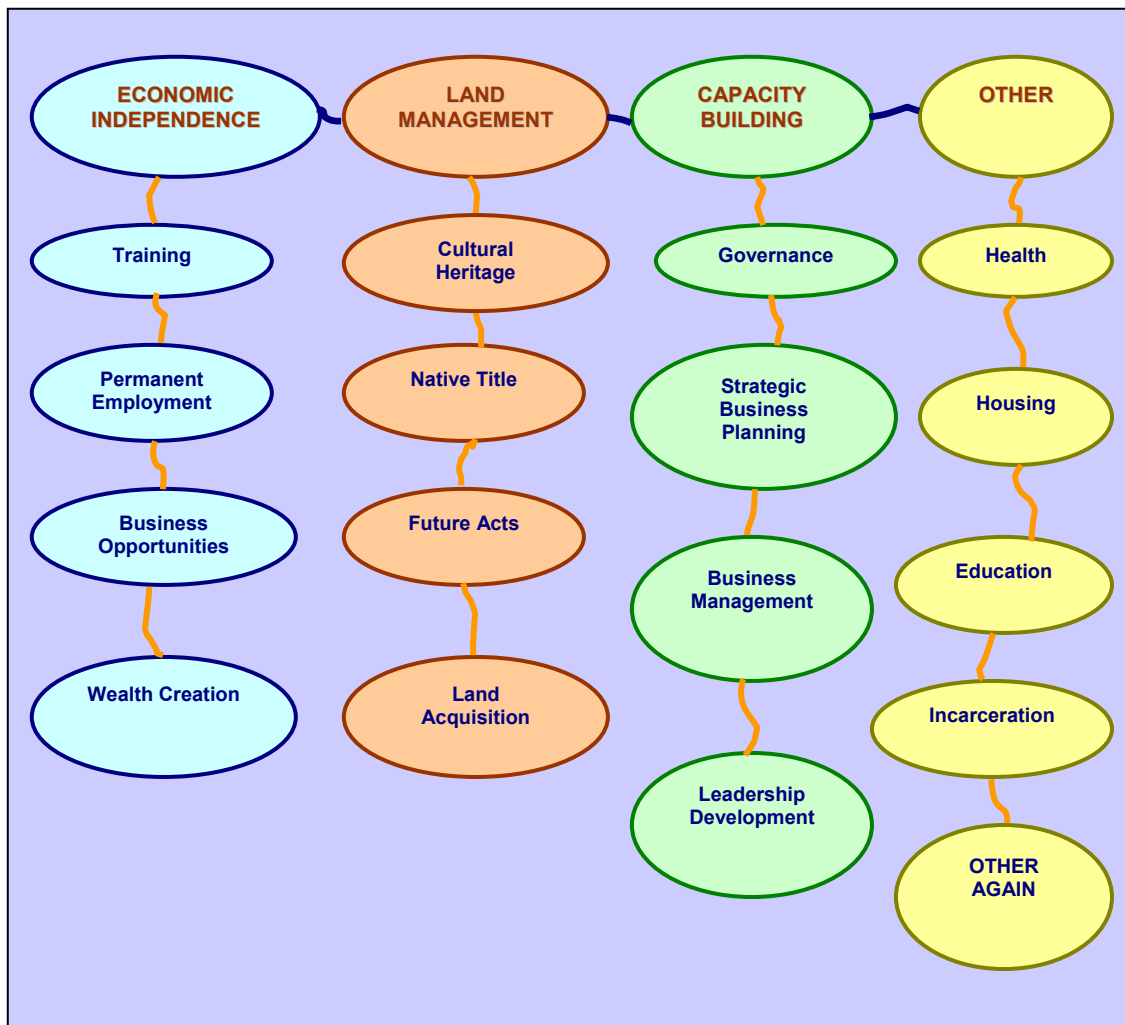 ECONOMIC
INDEPENDENCE
LAND
MANAGEMENT
CAPACITY
BUILDING
OTHER
Training
Cultural
Heritage
Governance
Health
Permanent
Employment
Native Title
Strategic
Business
Planning
Housing
Business
Opportunities
Future Acts
Business
Management
Education
Wealth Creation
Land
Acquisition
Leadership
Development
Incarceration
OTHER
AGAIN